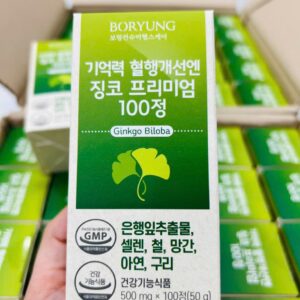 BORYUNG
보령컨슈머헬스케어
기억력 혈행개선엔
징코 프리미엄
100정
Ginkgo Biloba
GMP
은행잎추출물,
셀렌, 철, 망간,
아연, 구리
건강
기능식품
건강기능식품
500 mg × 100정(50 g)